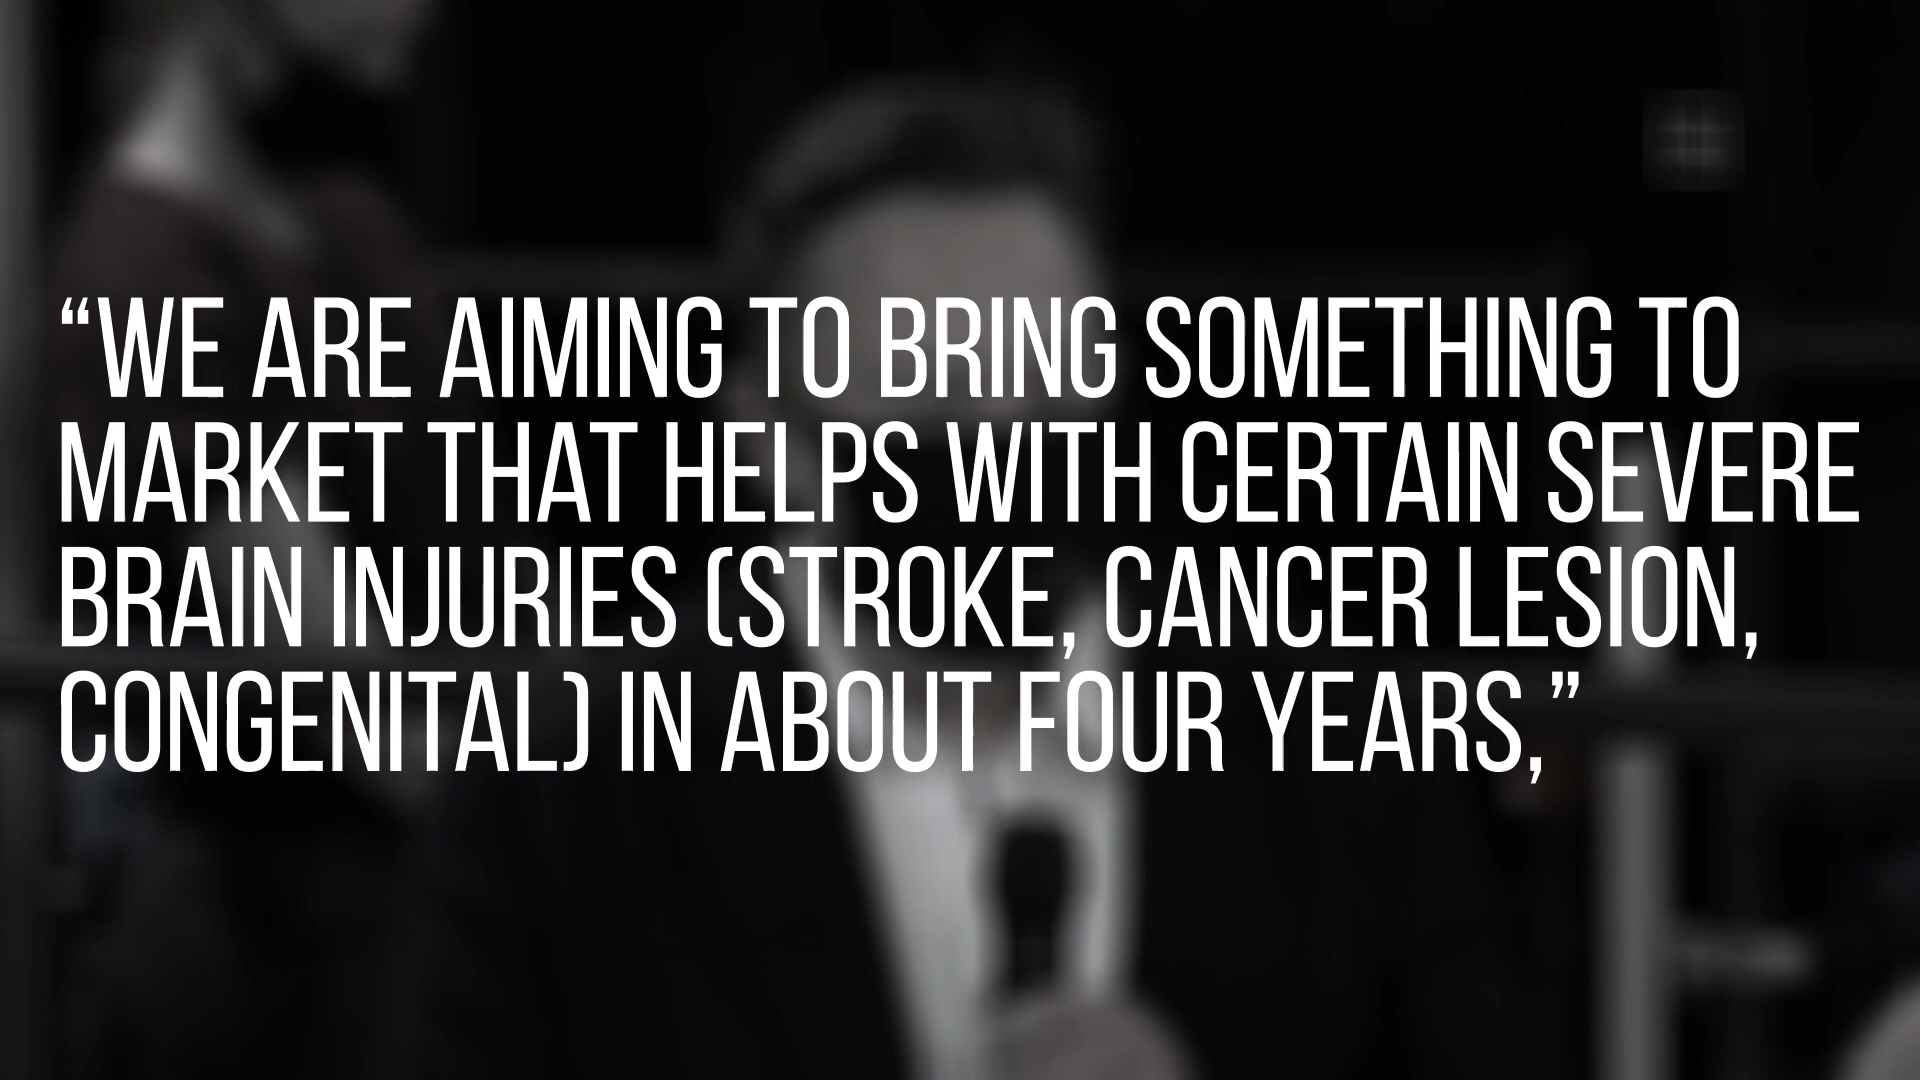 “WE ARE AIMING TO BRING SOMETHING TO
MARKET THAT HELPS WITH CERTAIN SEVERE
BRAIN INJURIES (STROKE, CANCER LESION,
CONGENITAL) IN ABOUT FOUR YEARS,”